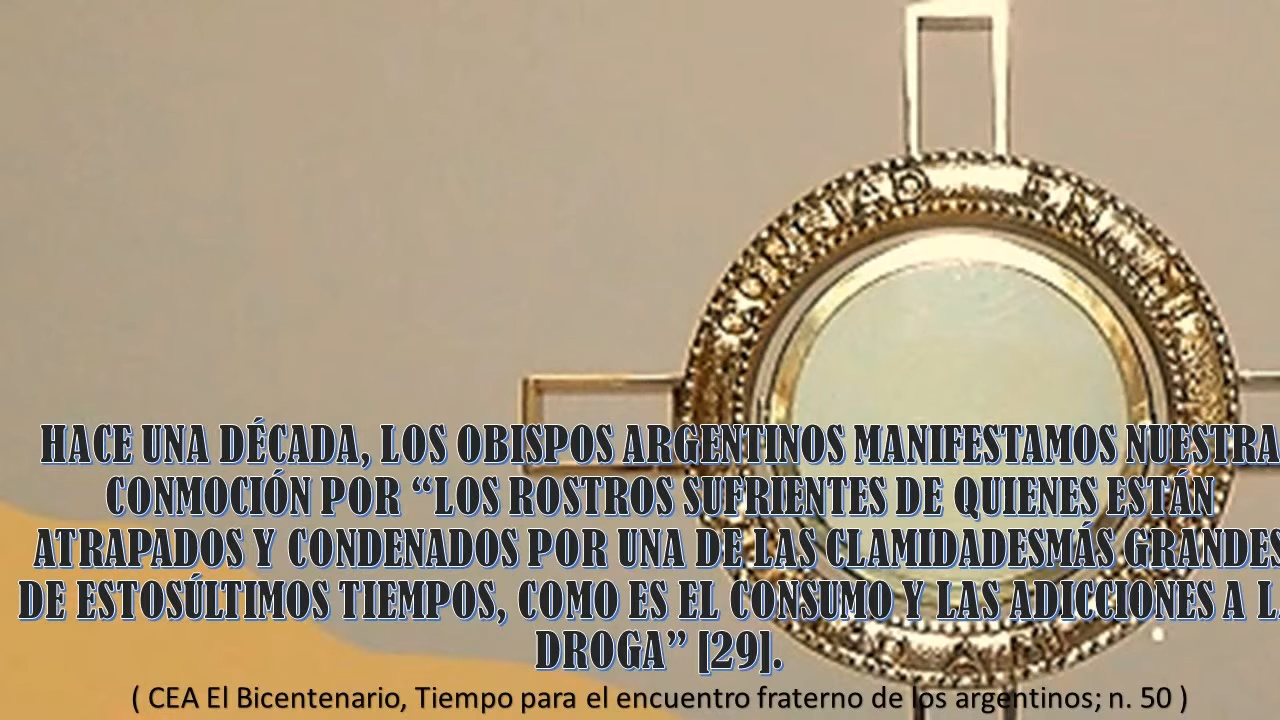 CONFIAD EN
HACE UNA DÉCADA, LOS OBISPOS ARGENTINOS MANIFESTAMOS NUESTRA
CONMOCIÓN POR “LOS ROSTROS SUFRIENTES DE QUIENES ESTÁN
ATRAPADOS Y CONDENADOS POR UNA DE LAS CLAMIDADESMÁS GRANDES
DE ESTOSÚLTIMOS TIEMPOS, COMO ES EL CONSUMO Y LAS ADICCIONES A LA
DROGA” [29].
( CEA El Bicentenario, Tiempo para el encuentro fraterno de los argentinos; n. 50 )